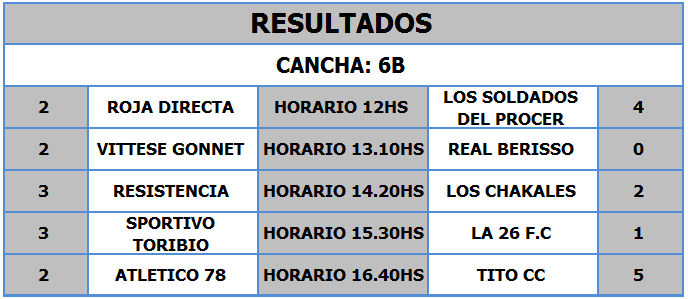 RESULTADOS
CANCHA: 6B
2 ROJA DIRECTA HORARIO 12HS LOS SOLDADOS DEL PROCER 4
2 VITTESE GONNET HORARIO 13.10HS REAL BERISSO 0
3 RESISTENCIA HORARIO 14.20HS LOS CHAKALES 2
3 SPORTIVO TORIBIO HORARIO 15.30HS LA 26 F.C 1
2 ATLETICO 78 HORARIO 16.40HS TITO CC 5